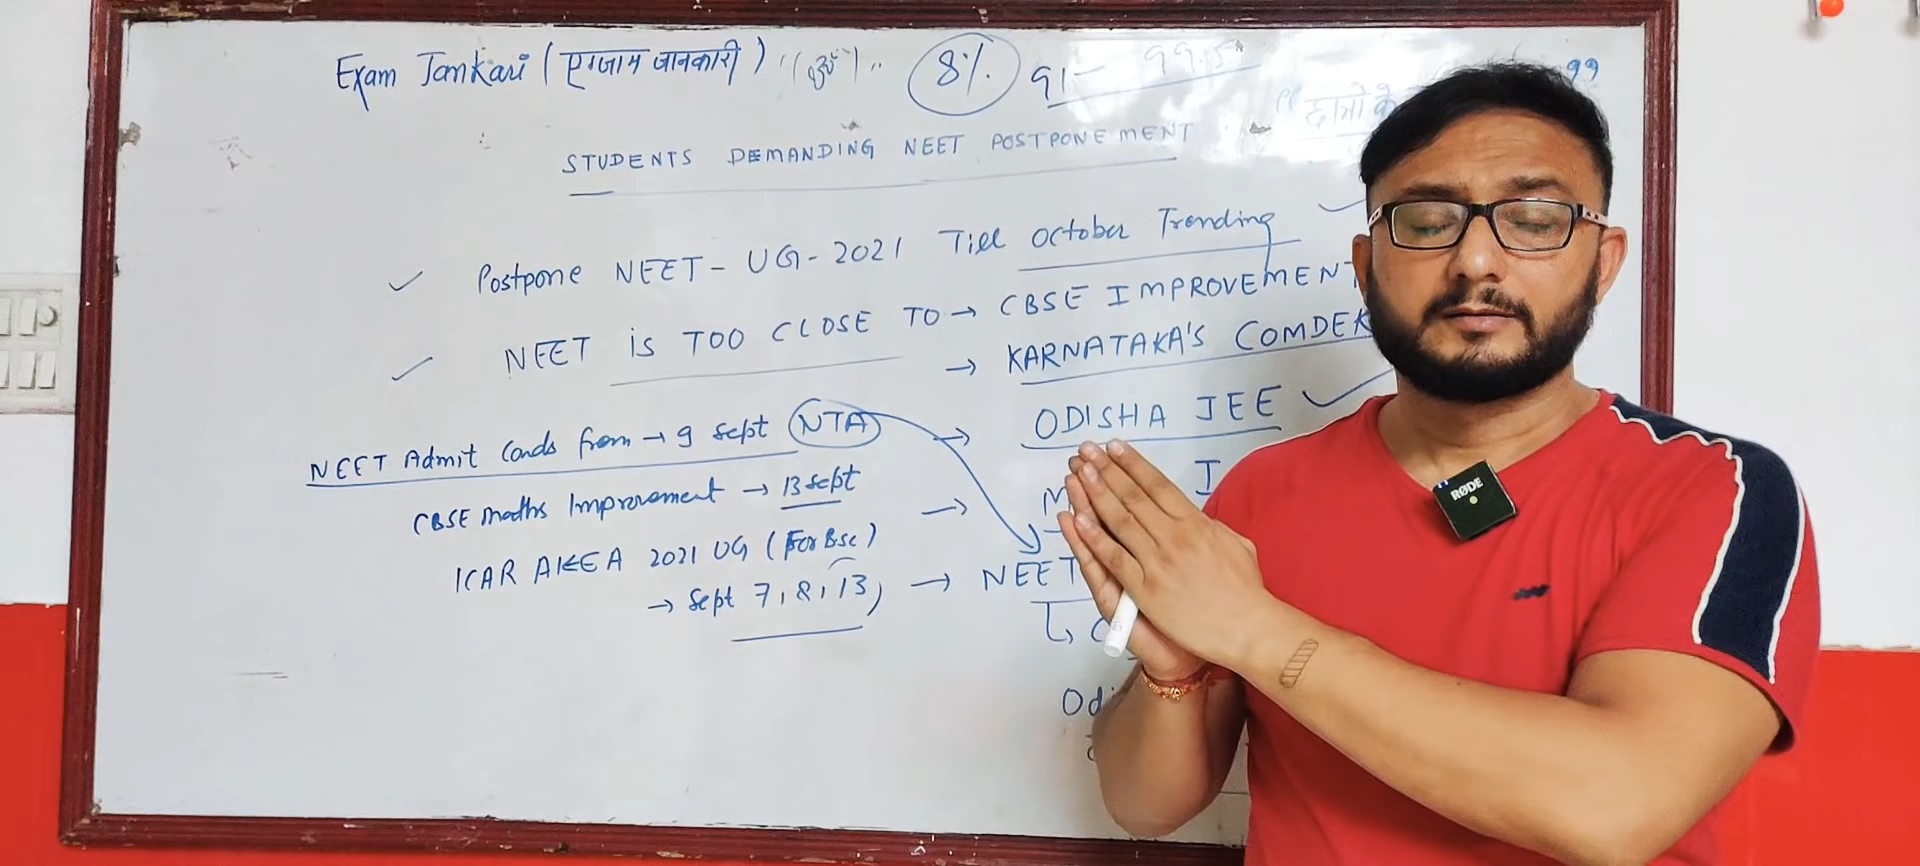 Exam Jankari (एग्जाम जानकारी) 8% 91 - 99.5 99
छात्रों के
STUDENTS DEMANDING NEET POSTPONEMENT
Postpone NEET-UG-2021 Till October Trending
NEET is TOO CLOSE TO → CBSE IMPROVEMENT
→ KARNATAKA'S COMDEK
NEET Admit Cards from → 9 Sept NTA → ODISHA JEE
CBSE Maths Improvement → 13 Sept →
ICAR AIEEA 2021 UG (For Bsc)
→ Sept 7, 8, 13, → NEET
RØDE